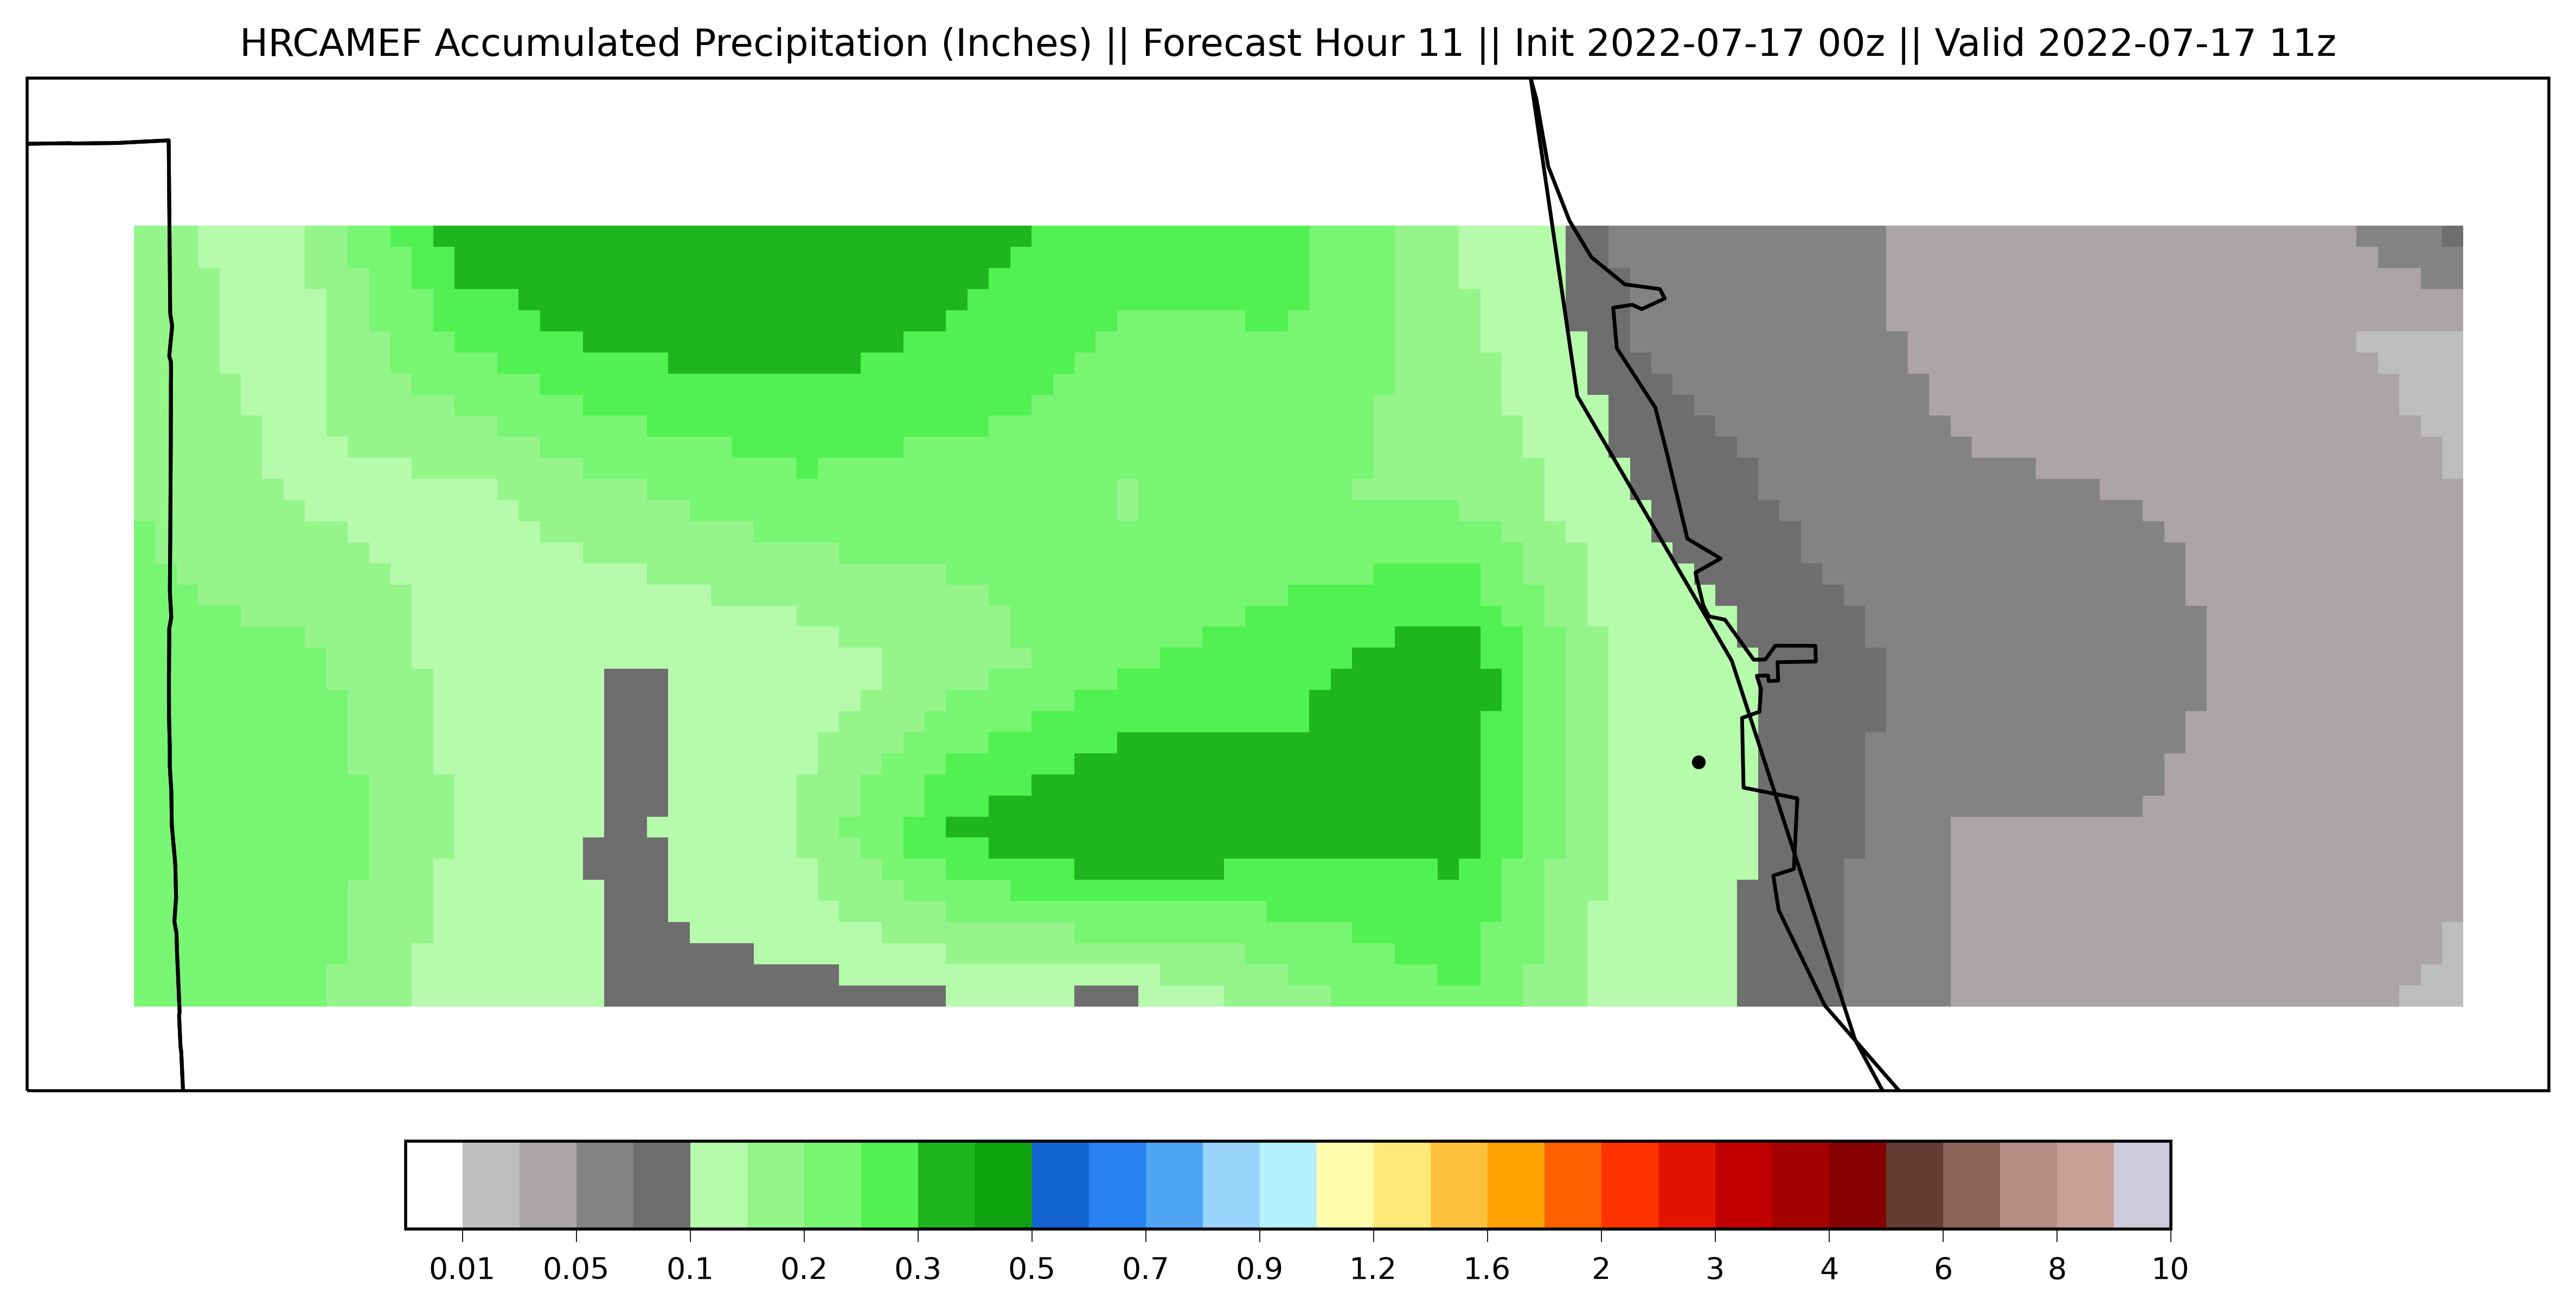 HRCAMEF Accumulated Precipitation (Inches) || Forecast Hour 11 || Init 2022-07-17 00z || Valid 2022-07-17 11z
0.01 0.05 0.1 0.2 0.3 0.5 0.7 0.9 1.2 1.6 2 3 4 6 8 10